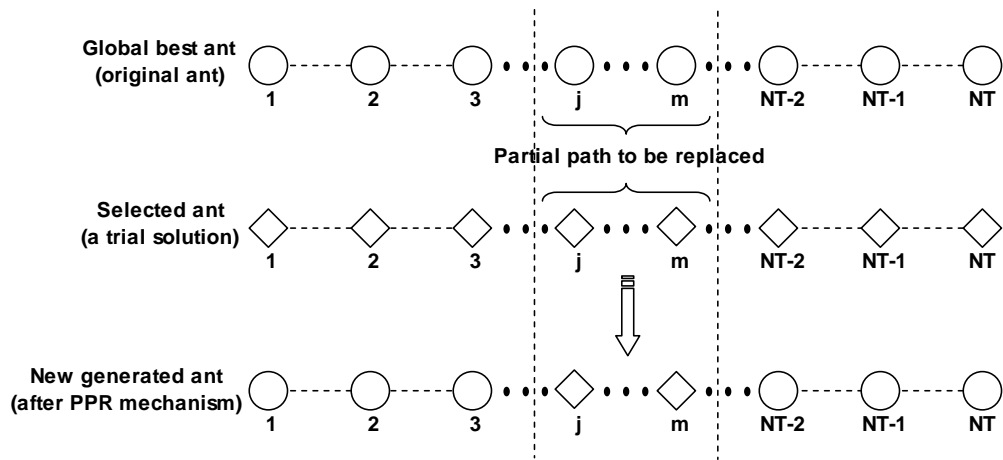 Global best ant
(original ant)
1 2 3 j m NT-2 NT-1 NT
Partial path to be replaced
Selected ant
(a trial solution)
1 2 3 j m NT-2 NT-1 NT
New generated ant
(after PPR mechanism)
1 2 3 j m NT-2 NT-1 NT